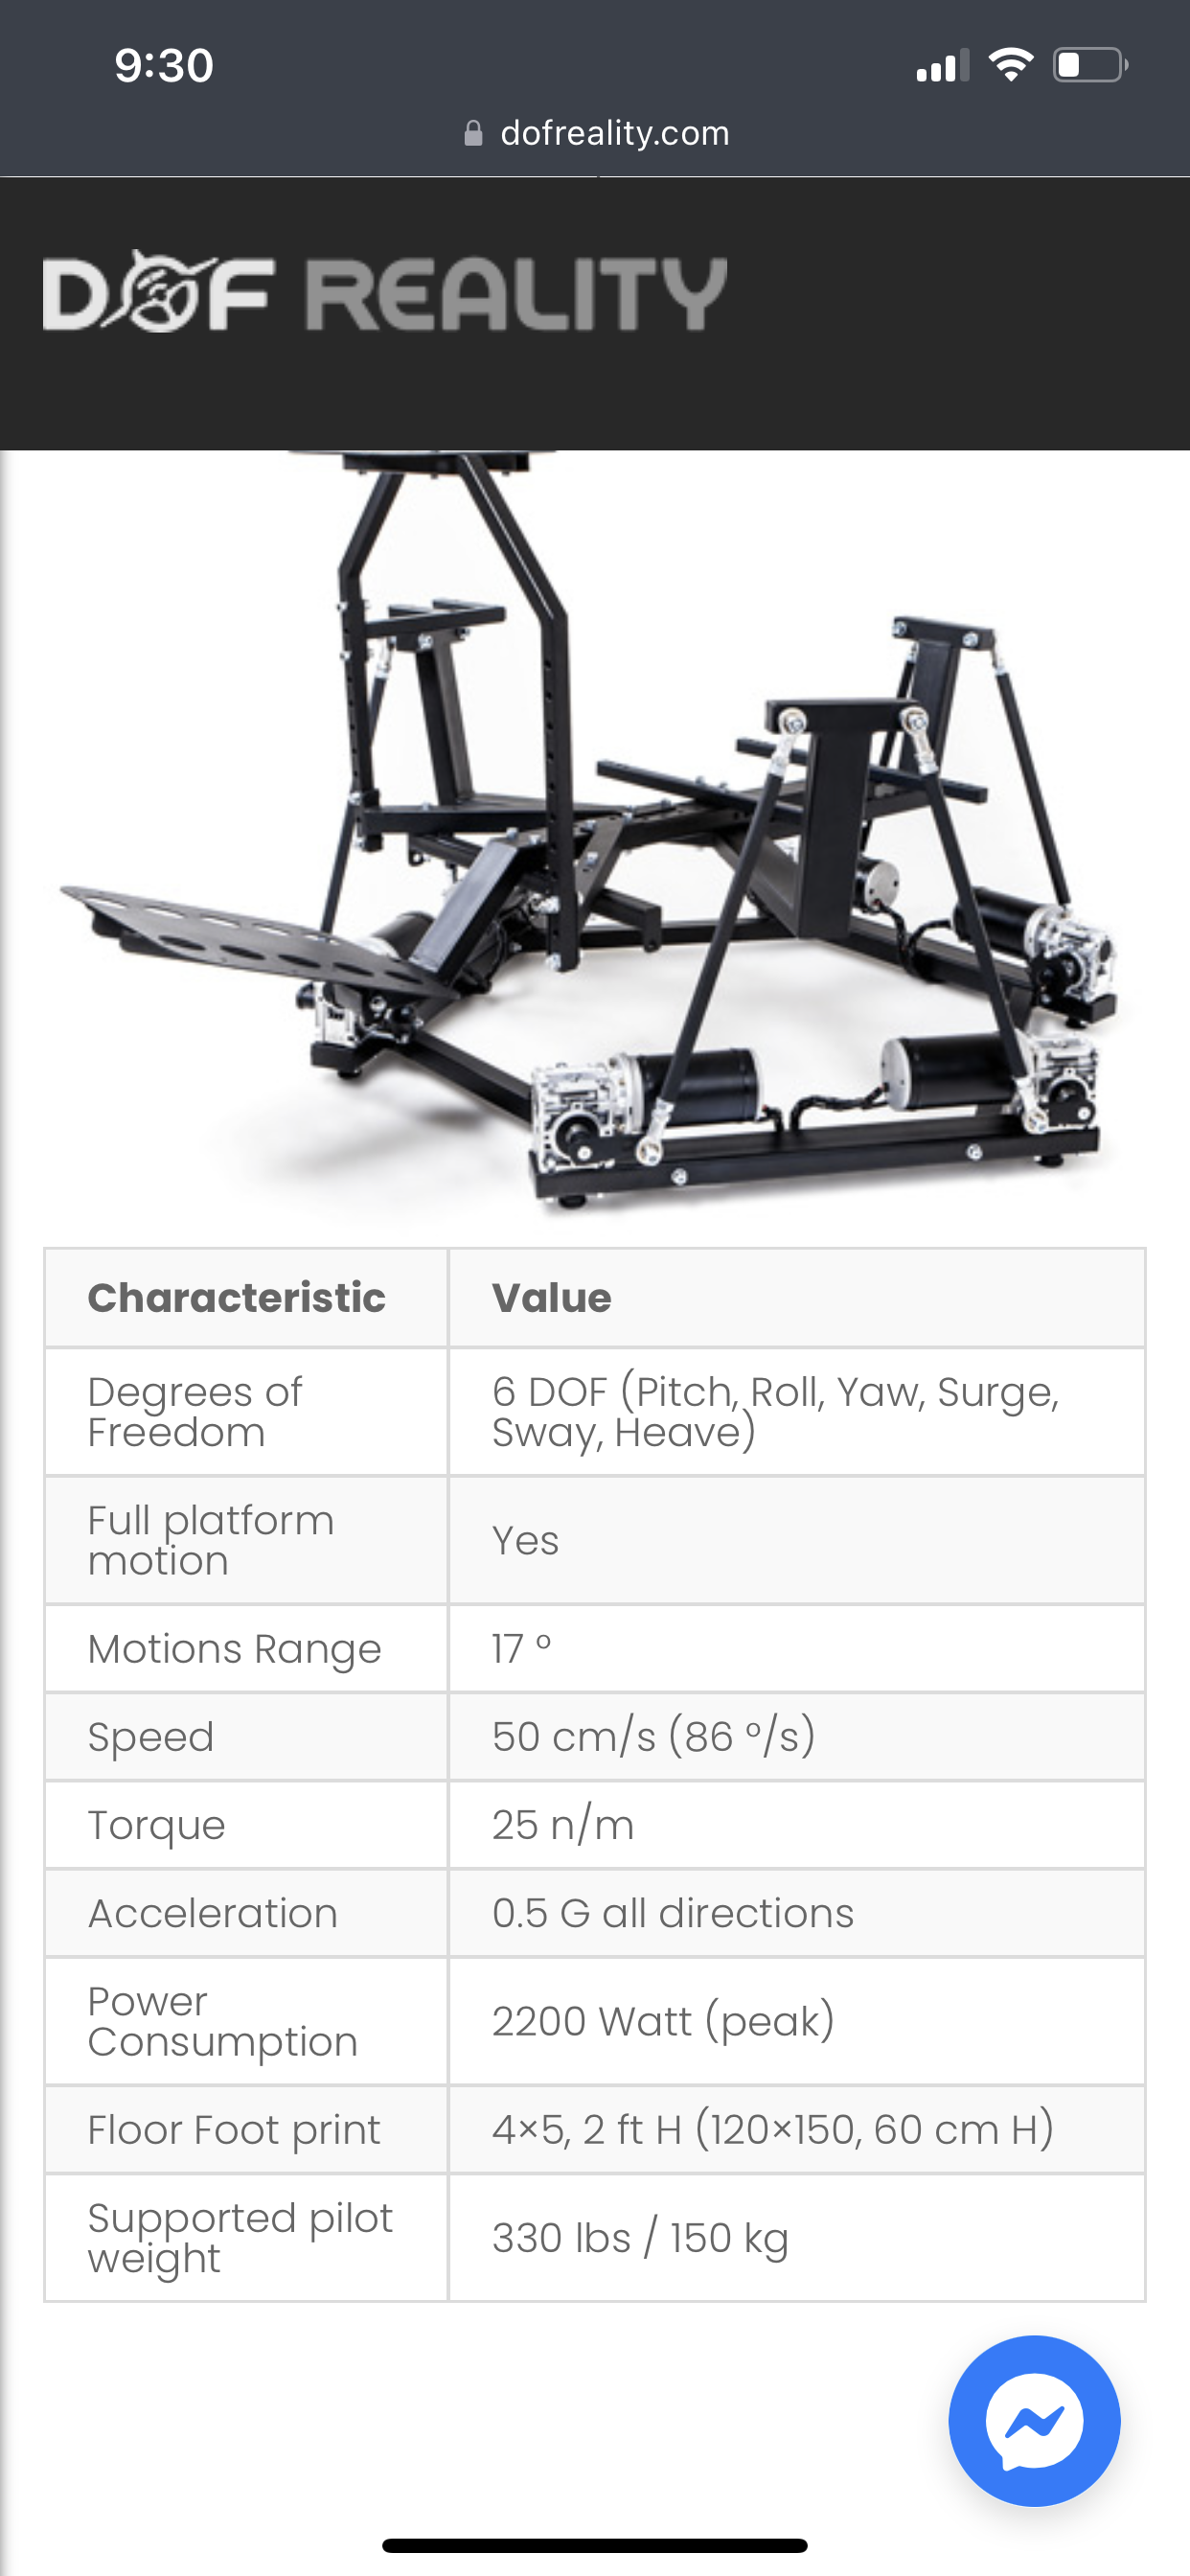 9:30
dofreality.com
DOF REALITY
Characteristic Value
Degrees of
Freedom
6 DOF (Pitch, Roll, Yaw, Surge,
Sway, Heave)
Full platform
motion
Yes
Motions Range 17 °
Speed 50 cm/s (86 °/s)
Torque 25 n/m
Acceleration 0.5 G all directions
Power
Consumption
2200 Watt (peak)
Floor Foot print 4×5, 2 ft H (120×150, 60 cm H)
Supported pilot
weight
330 lbs / 150 kg